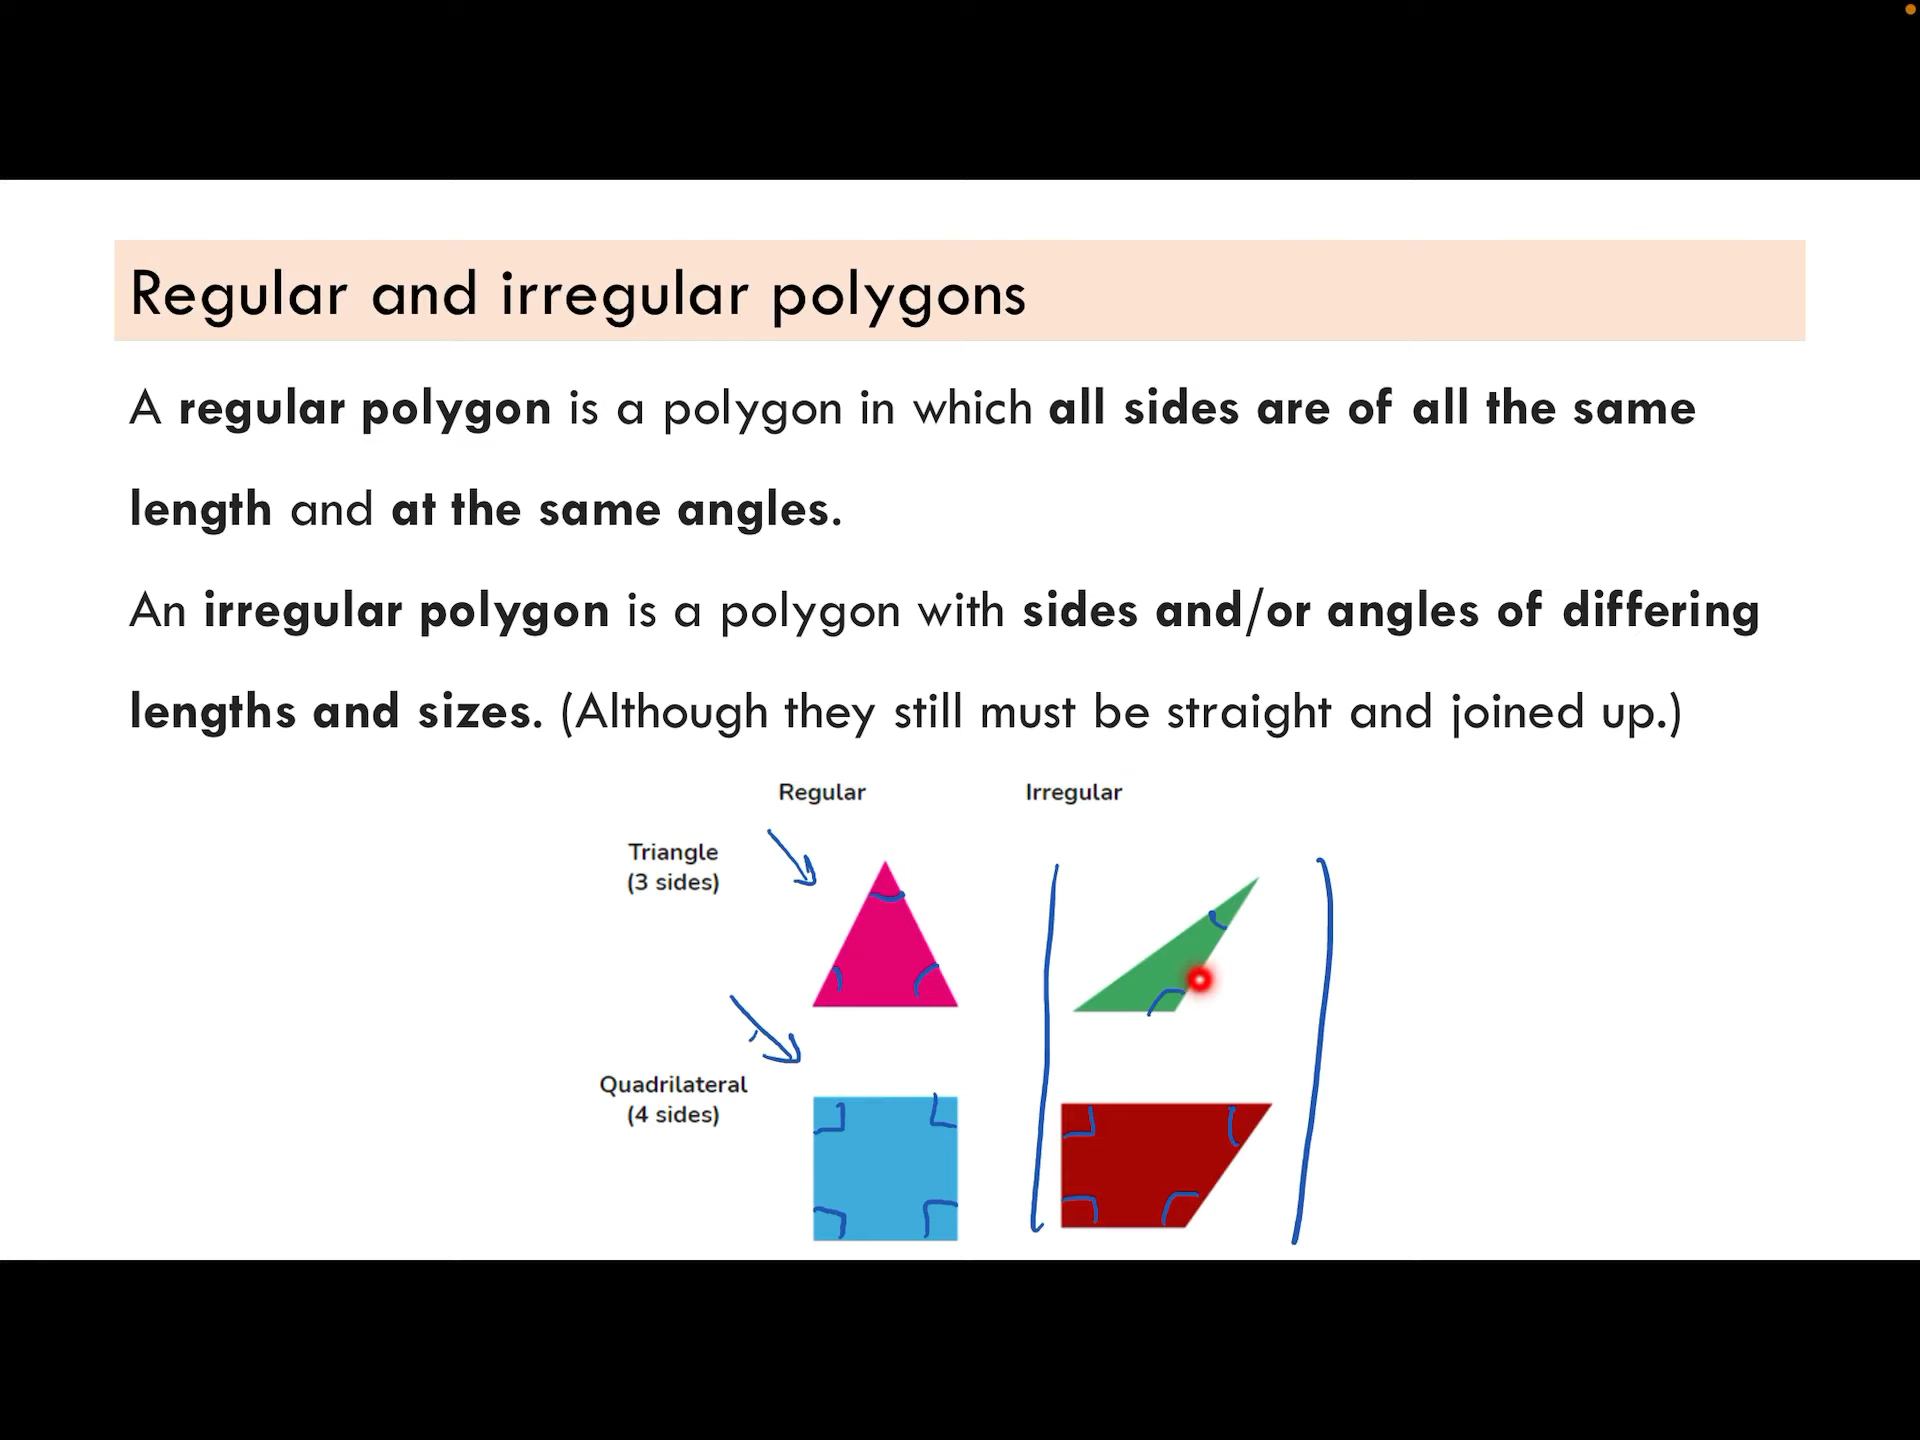 Regular and irregular polygons
A regular polygon is a polygon in which all sides are of all the same
length and at the same angles.
An irregular polygon is a polygon with sides and/or angles of differing
lengths and sizes. (Although they still must be straight and joined up.)
Regular Irregular
Triangle
(3 sides)
Quadrilateral
(4 sides)